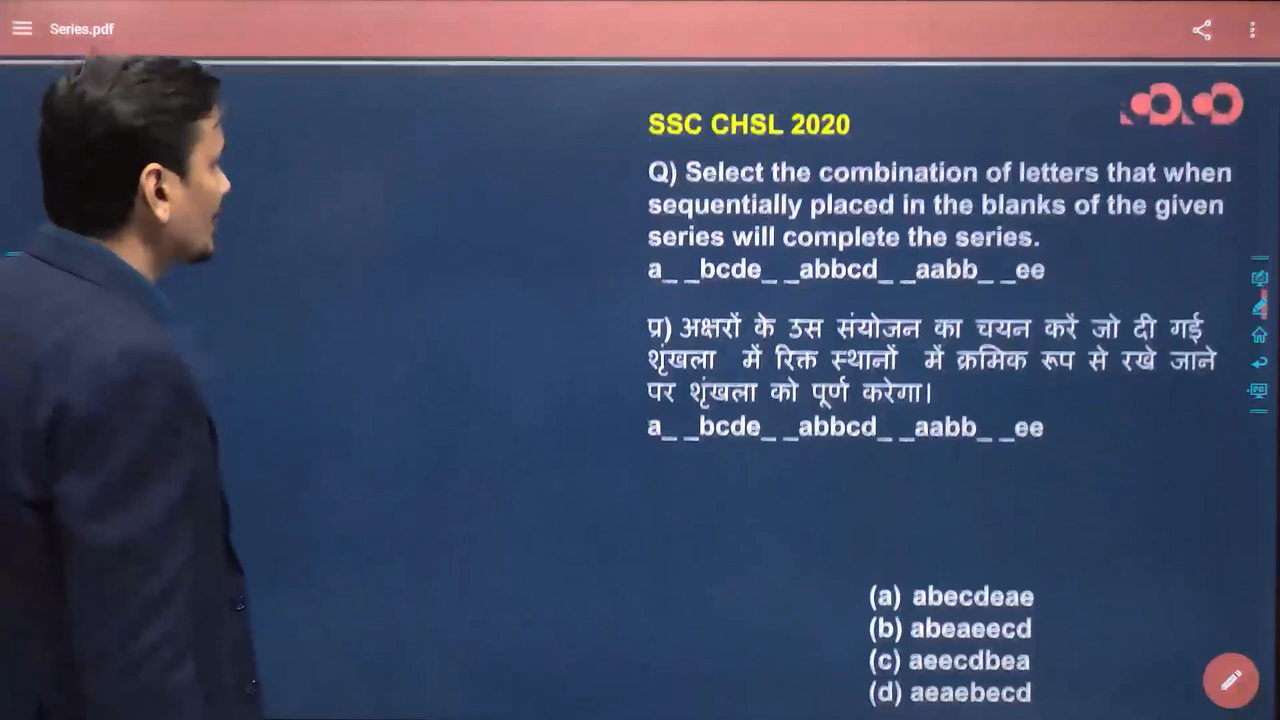 Series.pdf
SSC CHSL 2020
Q) Select the combination of letters that when
sequentially placed in the blanks of the given
series will complete the series.
a_ _bcde_ _abbcd_ _aabb_ _ee
प्र) अक्षरों के उस संयोजन का चयन करें जो दी गई
शृंखला में रिक्त स्थानों में क्रमिक रूप से रखे जाने
पर शृंखला को पूर्ण करेगा।
a_ _bcde_ _abbcd_ _aabb_ _ee
(a) abecdeae
(b) abeaeecd
(c) aeecdbea
(d) aeaebecd